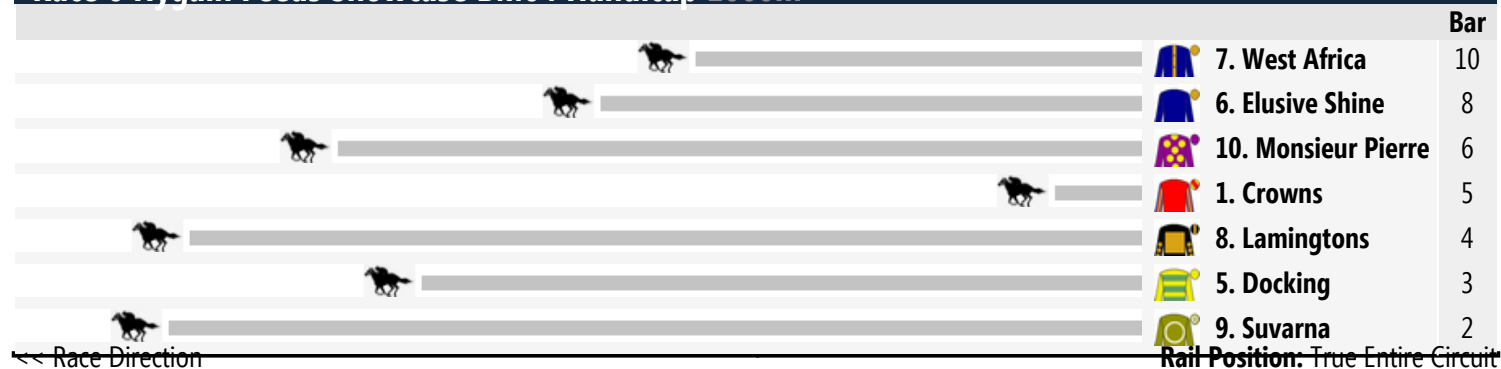 Bar
7. West Africa 10
6. Elusive Shine 8
10. Monsieur Pierre 6
1. Crowns 5
8. Lamingtons 4
5. Docking 3
9. Suvarna 2
<< Race Direction Rail Position: True Entire Circuit